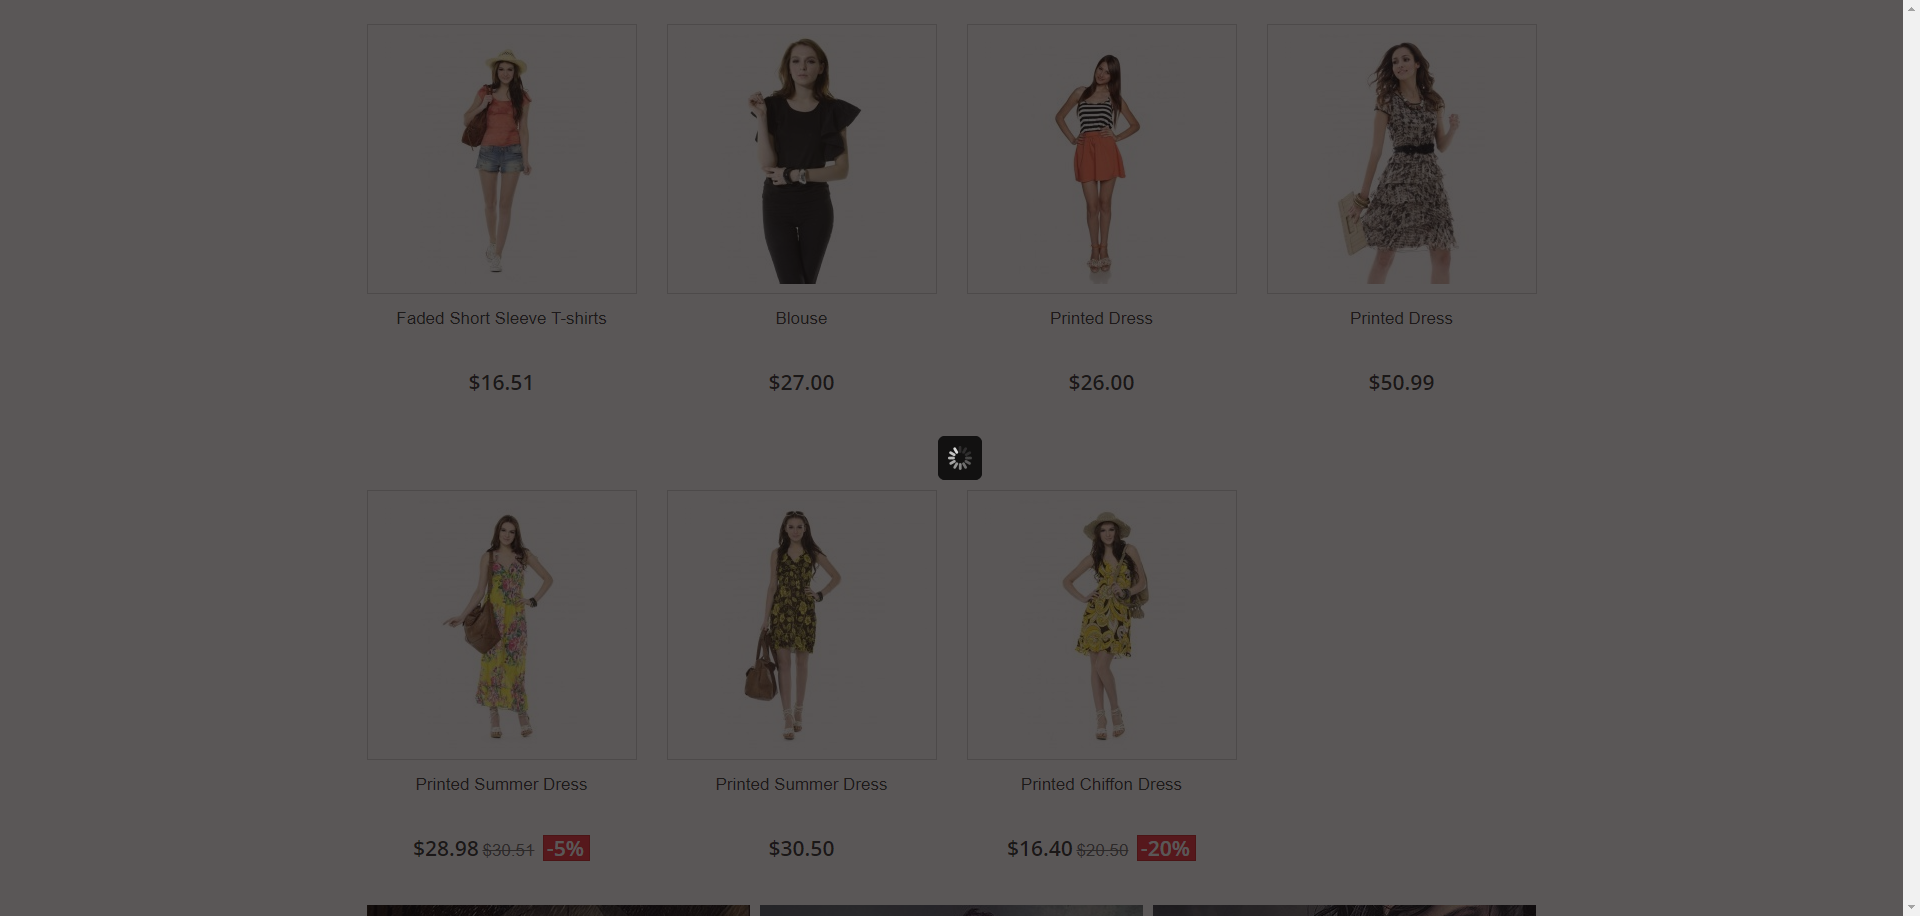 Faded Short Sleeve T-shirts
Blouse
Printed Dress
Printed Dress
$16.51
$27.00
$26.00
$50.99
Printed Summer Dress
Printed Summer Dress
Printed Chiffon Dress
$28.98 $30.51 -5%
$30.50
$16.40 $20.50 -20%